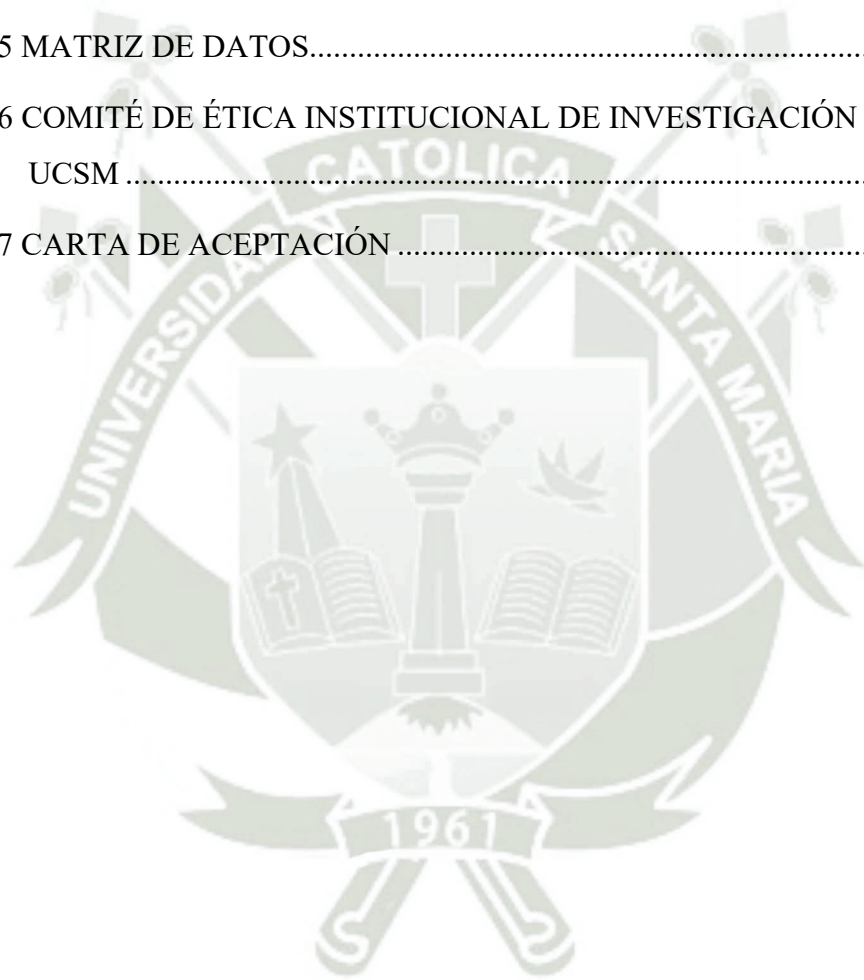 5 MATRIZ DE DATOS..............................................................................
6 COMITÉ DE ÉTICA INSTITUCIONAL DE INVESTIGACIÓN
UCSM ......................................................................................................
7 CARTA DE ACEPTACIÓN ...........................................................
UNIVERSIDAD CATOLICA SANTA MARIA
1961